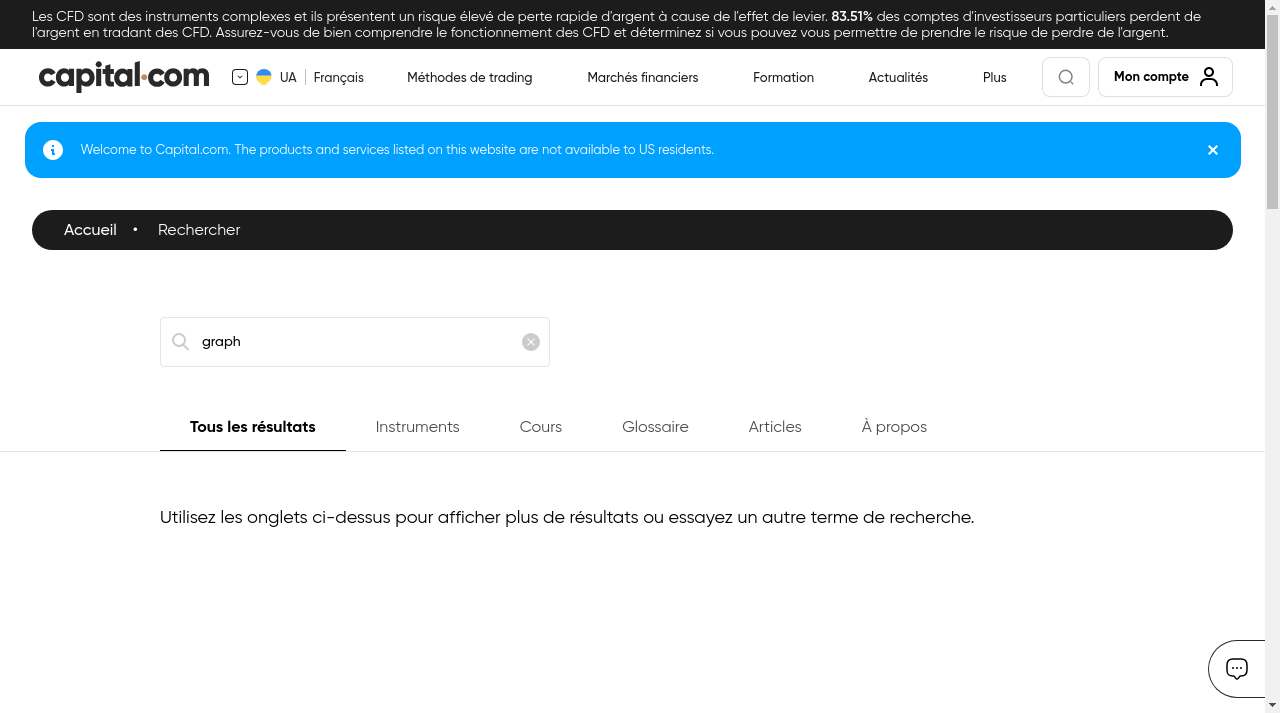 Les CFD sont des instruments complexes et ils présentent un risque élevé de perte rapide d'argent à cause de l'effet de levier. 83.51% des comptes d'investisseurs particuliers perdent de
l'argent en tradant des CFD. Assurez-vous de bien comprendre le fonctionnement des CFD et déterminez si vous pouvez vous permettre de prendre le risque de perdre de l'argent.
capital.com UA Français Méthodes de trading Marchés financiers Formation Actualités Plus Mon compte
Welcome to Capital.com. The products and services listed on this website are not available to US residents.
Accueil • Rechercher
graph
Tous les résultats Instruments Cours Glossaire Articles À propos
Utilisez les onglets ci-dessus pour afficher plus de résultats ou essayez un autre terme de recherche.